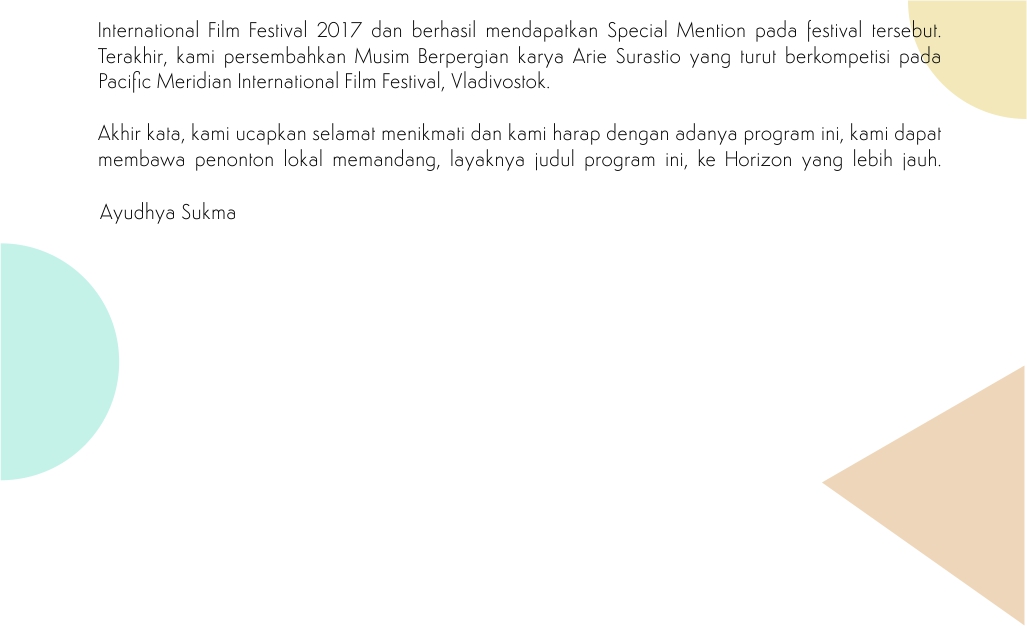 International Film Festival 2017 dan berhasil mendapatkan Special Mention pada festival tersebut.
Terakhir, kami persembahkan Musim Berpergian karya Arie Surastio yang turut berkompetisi pada
Pacific Meridian International Film Festival, Vladivostok.
Akhir kata, kami ucapkan selamat menikmati dan kami harap dengan adanya program ini, kami dapat
membawa penonton lokal memandang, layaknya judul program ini, ke Horizon yang lebih jauh.
Ayudhya Sukma